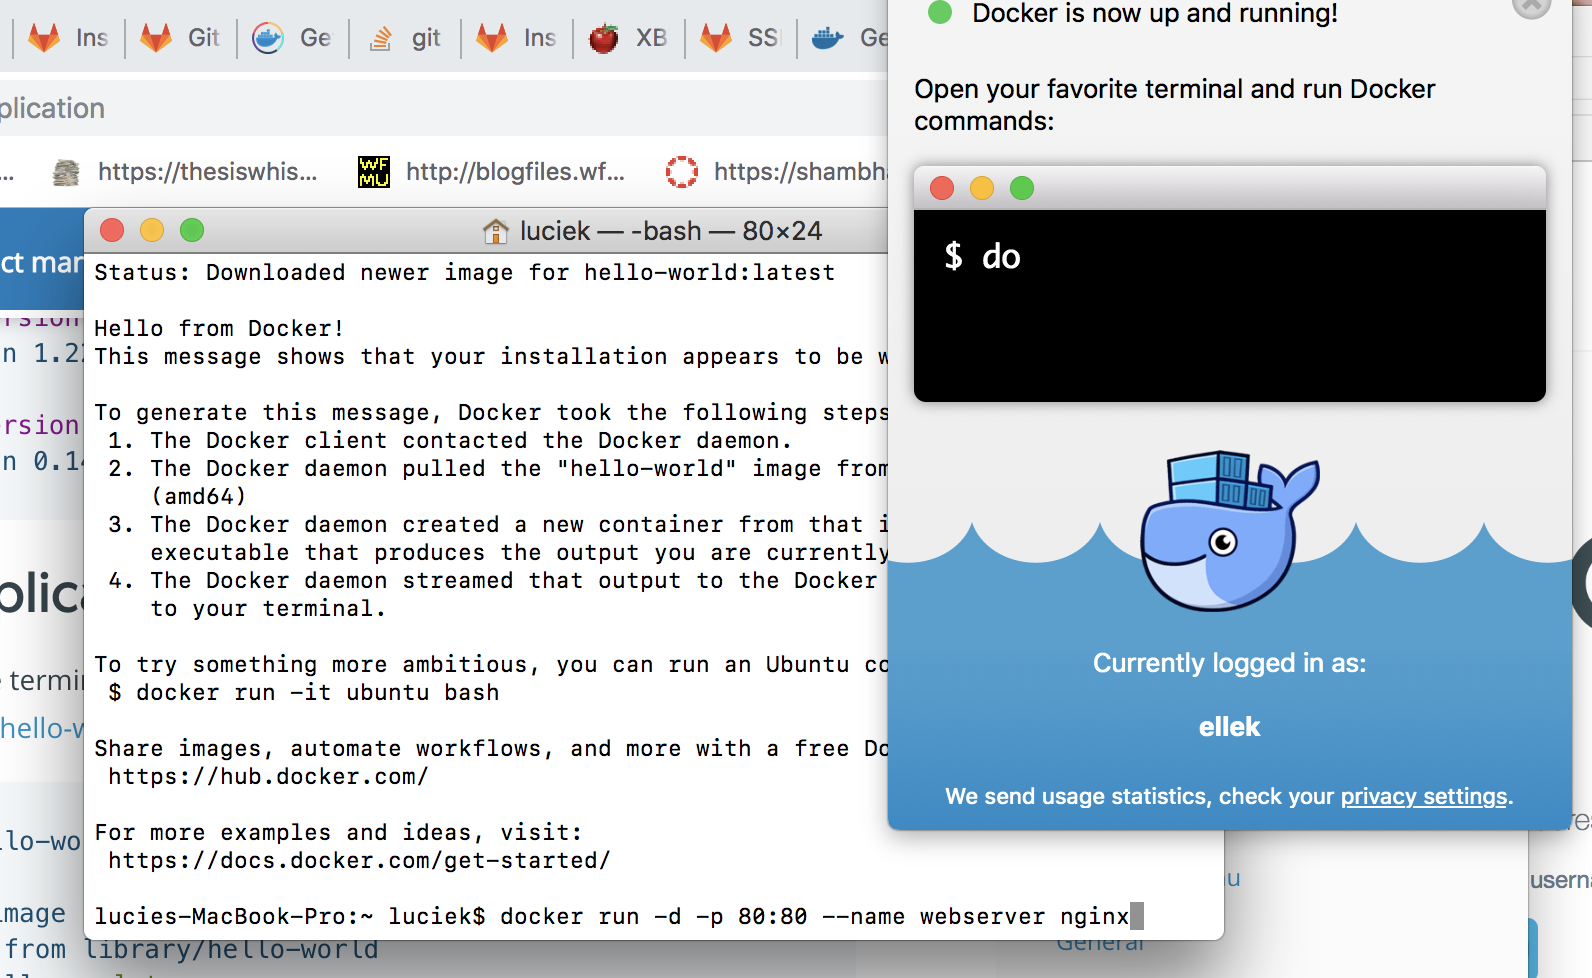 Ins
Git
Ge
git
Ins
XB
SS
Ge
plication
...
https://thesiswhis...
WF
MU
http://blogfiles.wf...
https://shambh
ct mar
n 1.2
ersion
n 0.14
plica
termi
hello-w
llo-wo
image
from library/hello-world
luciek — -bash — 80×24
Status: Downloaded newer image for hello-world:latest
Hello from Docker!
This message shows that your installation appears to be w
To generate this message, Docker took the following steps
1. The Docker client contacted the Docker daemon.
2. The Docker daemon pulled the "hello-world" image from
(amd64)
3. The Docker daemon created a new container from that i
executable that produces the output you are currently
4. The Docker daemon streamed that output to the Docker
to your terminal.
To try something more ambitious, you can run an Ubuntu co
$ docker run -it ubuntu bash
Share images, automate workflows, and more with a free Do
https://hub.docker.com/
For more examples and ideas, visit:
https://docs.docker.com/get-started/
lucies-MacBook-Pro:~ luciek$ docker run -d -p 80:80 --name webserver nginx
Docker is now up and running!
Open your favorite terminal and run Docker
commands:
$ do
Currently logged in as:
ellek
We send usage statistics, check your privacy settings.
userna
General